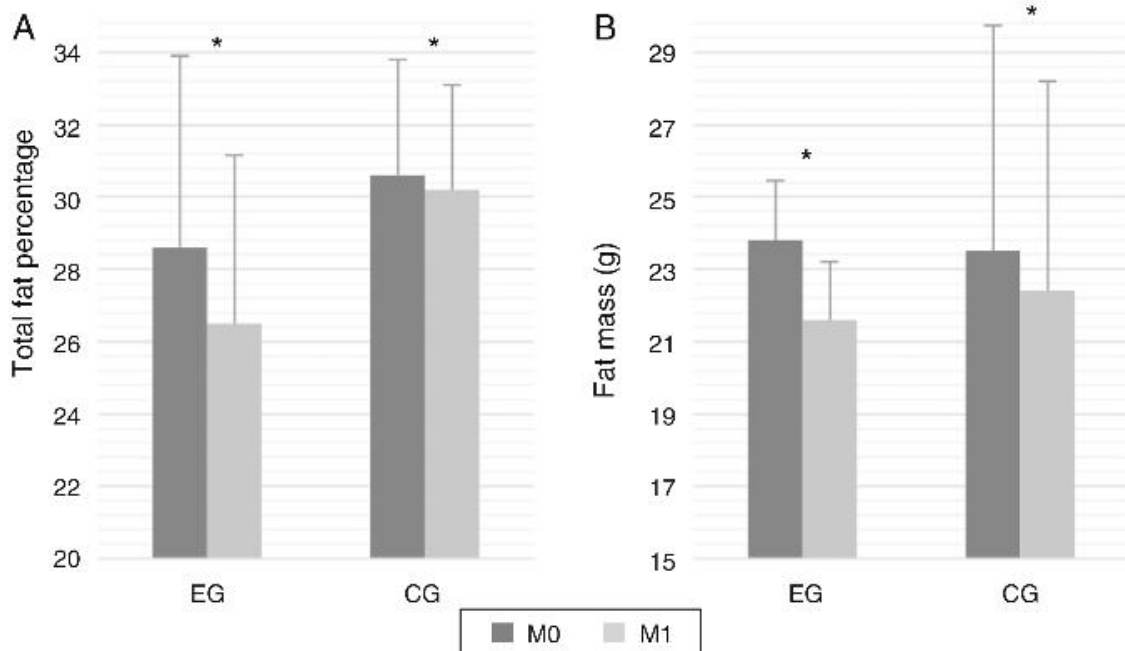 A
Total fat percentage
34
32
30
28
26
24
22
20
*
*
EG
CG
B
Fat mass (g)
29
27
25
23
21
19
17
15
*
*
EG
CG
M0 M1